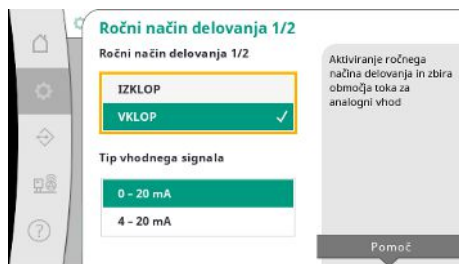 Ročni način delovanja 1/2
Ročni način delovanja 1/2
IZKLOP
VKLOP
Tip vhodnega signala
0 – 20 mA
4 – 20 mA
Aktiviranje ročnega
načina delovanja in zbira
območja toka za
analogni vhod
Pomoč